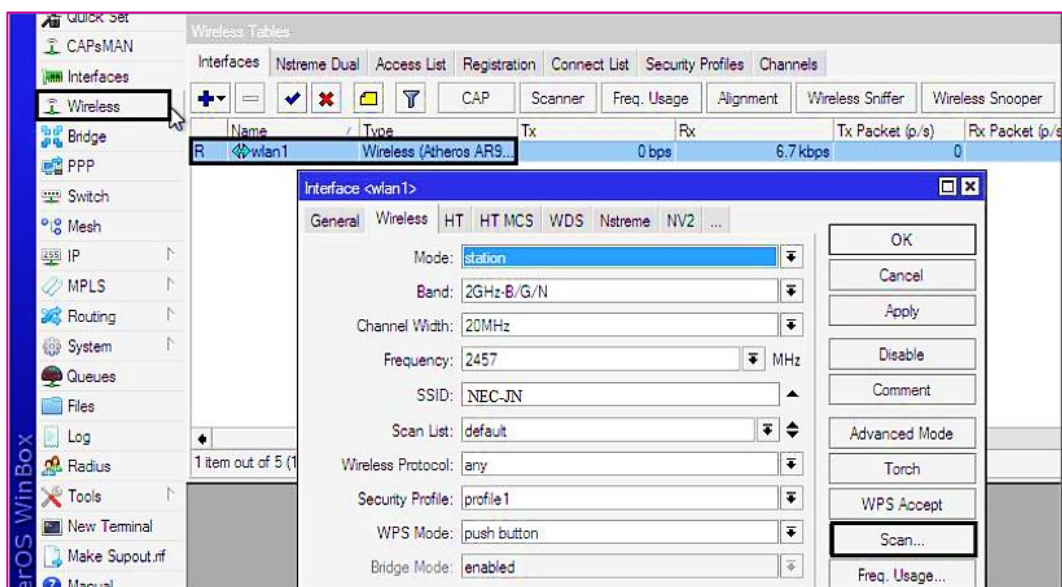 Quick Set
CAPsMAN
Interfaces
Wireless
Bridge
PPP
Switch
Mesh
IP
MPLS
Routing
System
Queues
Files
Log
Radius
Tools
New Terminal
Make Supout.rif
Manual
erOS WinBox
Wireless Tables
Interfaces Nstreme Dual Access List Registration Connect List Security Profiles Channels
CAP Scanner Freq. Usage Alignment Wireless Sniffer Wireless Snooper
Name / Type Tx Rx Tx Packet (p/s) Rx Packet (p/s
R wlan1 Wireless (Atheros AR9... 0 bps 6.7 kbps 0
1 item out of 5 (1
Interface <wlan1>
General Wireless HT HT MCS WDS Nstreme NV2 ...
Mode: station
Band: 2GHz-B/G/N
Channel Width: 20MHz
Frequency: 2457 MHz
SSID: NEC-JN
Scan List: default
Wireless Protocol: any
Security Profile: profile1
WPS Mode: push button
Bridge Mode: enabled
OK
Cancel
Apply
Disable
Comment
Advanced Mode
Torch
WPS Accept
Scan...
Freq. Usage...